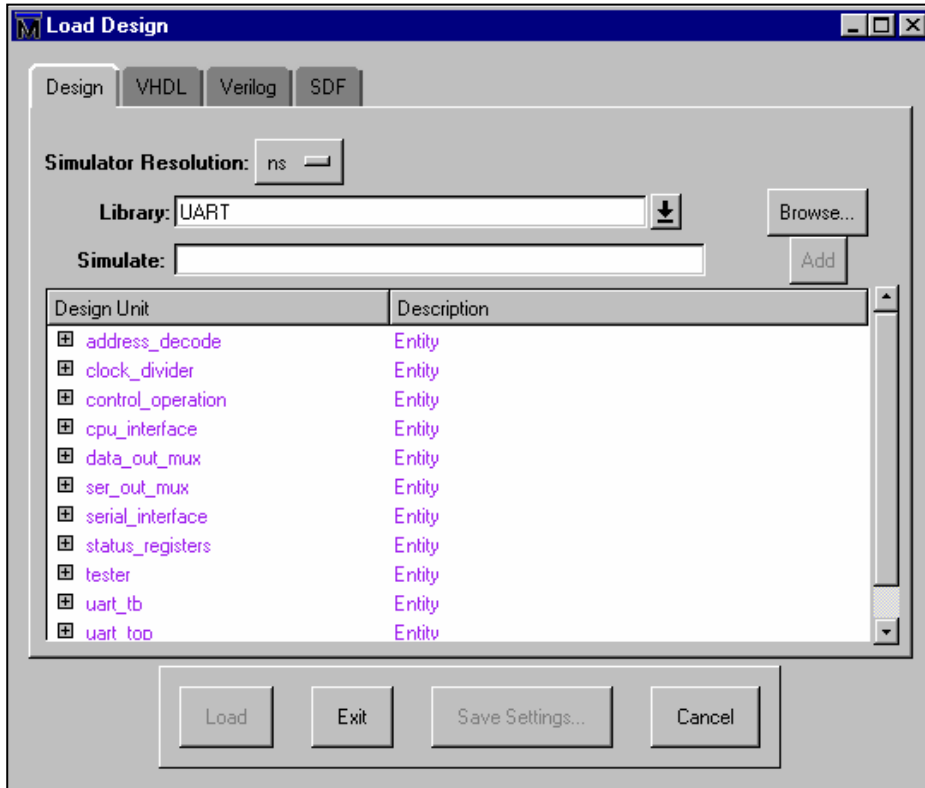 Load Design
Design VHDL Verilog SDF
Simulator Resolution: ns
Library: UART Browse...
Simulate: Add
Design Unit Description
address_decode Entity
clock_divider Entity
control_operation Entity
cpu_interface Entity
data_out_mux Entity
ser_out_mux Entity
serial_interface Entity
status_registers Entity
tester Entity
uart_tb Entity
uart_top Entity
Load Exit Save Settings... Cancel